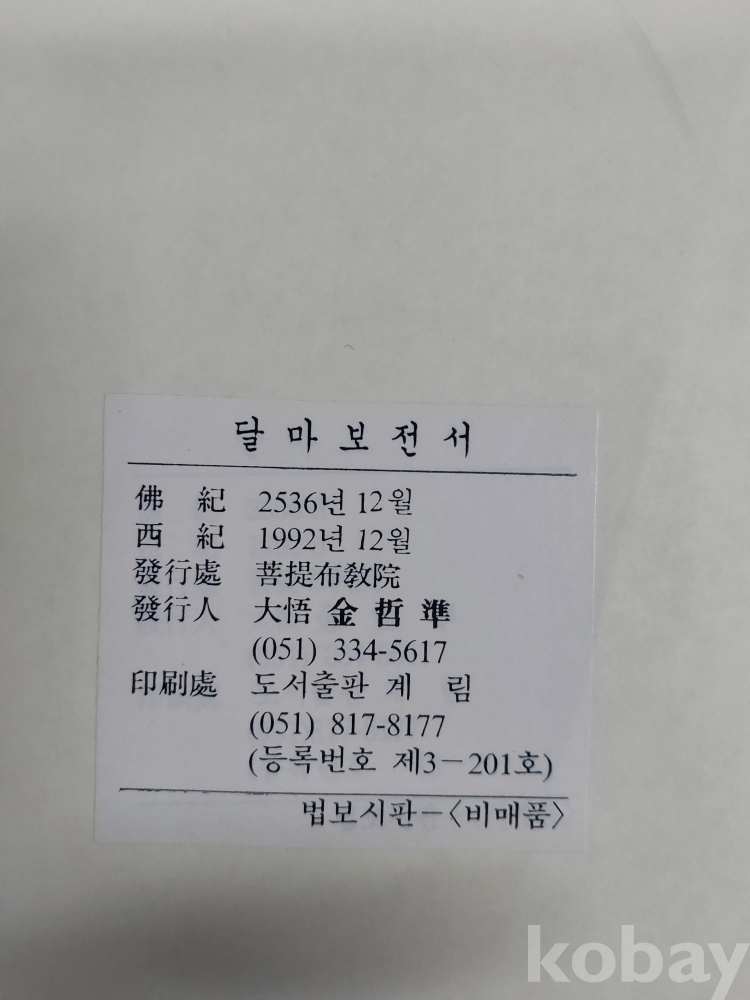 달마보전서
佛 紀 2536년 12월
西 紀 1992년 12월
發行處 菩提布敎院
發行人 大悟 金哲準
(051) 334-5617
印刷處 도서출판 계 림
(051) 817-8177
(등록번호 제3-201호)
법보시판-<비매품>
kobay